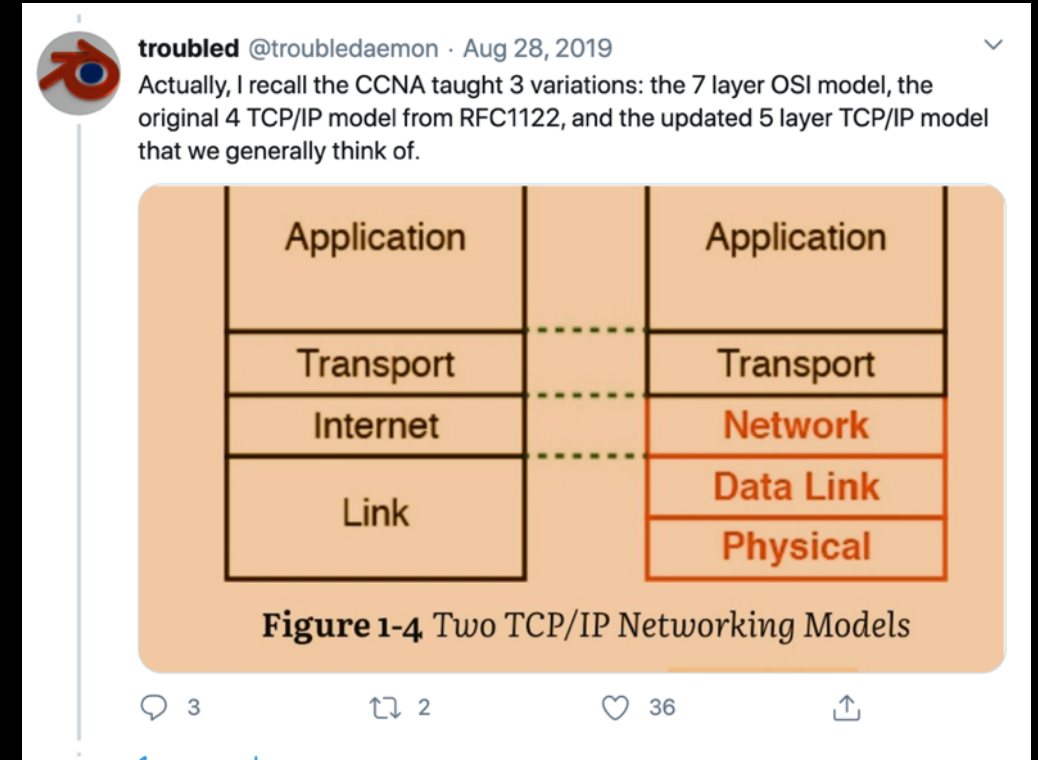 troubled @troubledaemon · Aug 28, 2019
Actually, I recall the CCNA taught 3 variations: the 7 layer OSI model, the
original 4 TCP/IP model from RFC1122, and the updated 5 layer TCP/IP model
that we generally think of.
Application Application
Transport Transport
Internet Network
Link Data Link
Physical
Figure 1-4 Two TCP/IP Networking Models
3 2 36